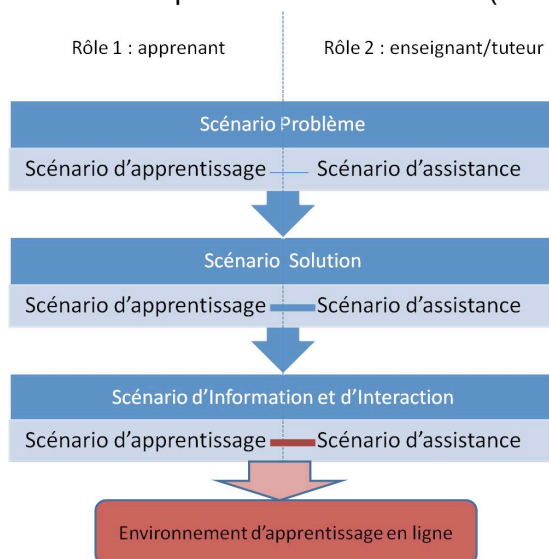 Rôle 1 : apprenant
Rôle 2 : enseignant/tuteur
Scénario Problème
Scénario d'apprentissage
Scénario d'assistance
Scénario Solution
Scénario d'apprentissage
Scénario d'assistance
Scénario d'Information et d'Interaction
Scénario d'apprentissage
Scénario d'assistance
Environnement d'apprentissage en ligne